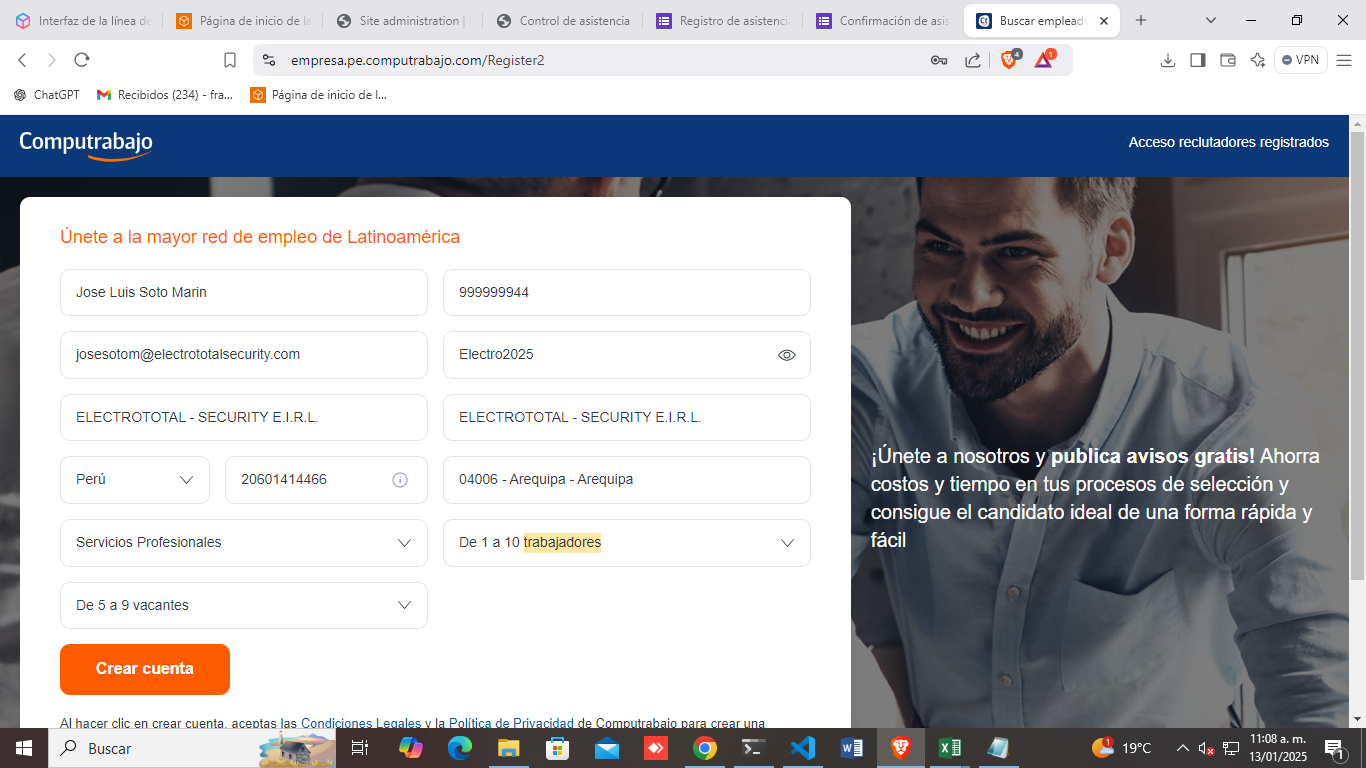 Interfaz de la línea de
Página de inicio de la
Site administration |
Control de asistencia
Registro de asistencia
Confirmación de asis
Buscar empleado
empresa.pe.computrabajo.com/Register2
4
1
VPN
ChatGPT
Recibidos (234) - fra...
Página de inicio de l...
Computrabajo
Acceso reclutadores registrados
Únete a la mayor red de empleo de Latinoamérica
Jose Luis Soto Marin
999999944
josesotom@electrototalsecurity.com
Electro2025
ELECTROTOTAL - SECURITY E.I.R.L.
ELECTROTOTAL - SECURITY E.I.R.L.
Perú
20601414466
04006 - Arequipa - Arequipa
Servicios Profesionales
De 1 a 10 trabajadores
De 5 a 9 vacantes
Crear cuenta
Al hacer clic en crear cuenta, aceptas las Condiciones Legales y la Política de Privacidad de Computrabajo para crear una
¡Únete a nosotros y publica avisos gratis! Ahorra
costos y tiempo en tus procesos de selección y
consigue el candidato ideal de una forma rápida y
fácil
Buscar
1
19°C
11:08 a. m.
13/01/2025
1